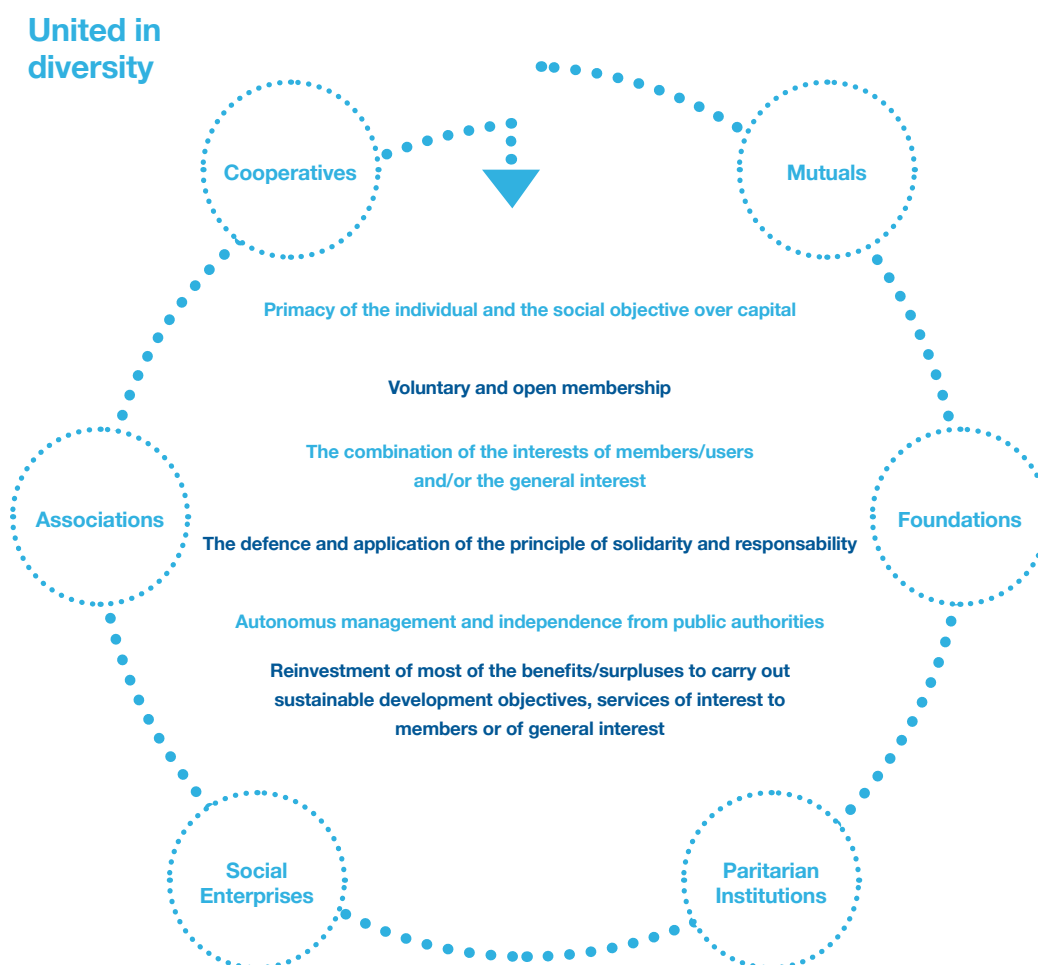 United in
diversity
Cooperatives
Mutuals
Primacy of the individual and the social objective over capital
Voluntary and open membership
The combination of the interests of members/users
and/or the general interest
Associations
Foundations
The defence and application of the principle of solidarity and responsability
Autonomus management and independence from public authorities
Reinvestment of most of the benefits/surpluses to carry out
sustainable development objectives, services of interest to
members or of general interest
Social
Enterprises
Paritarian
Institutions